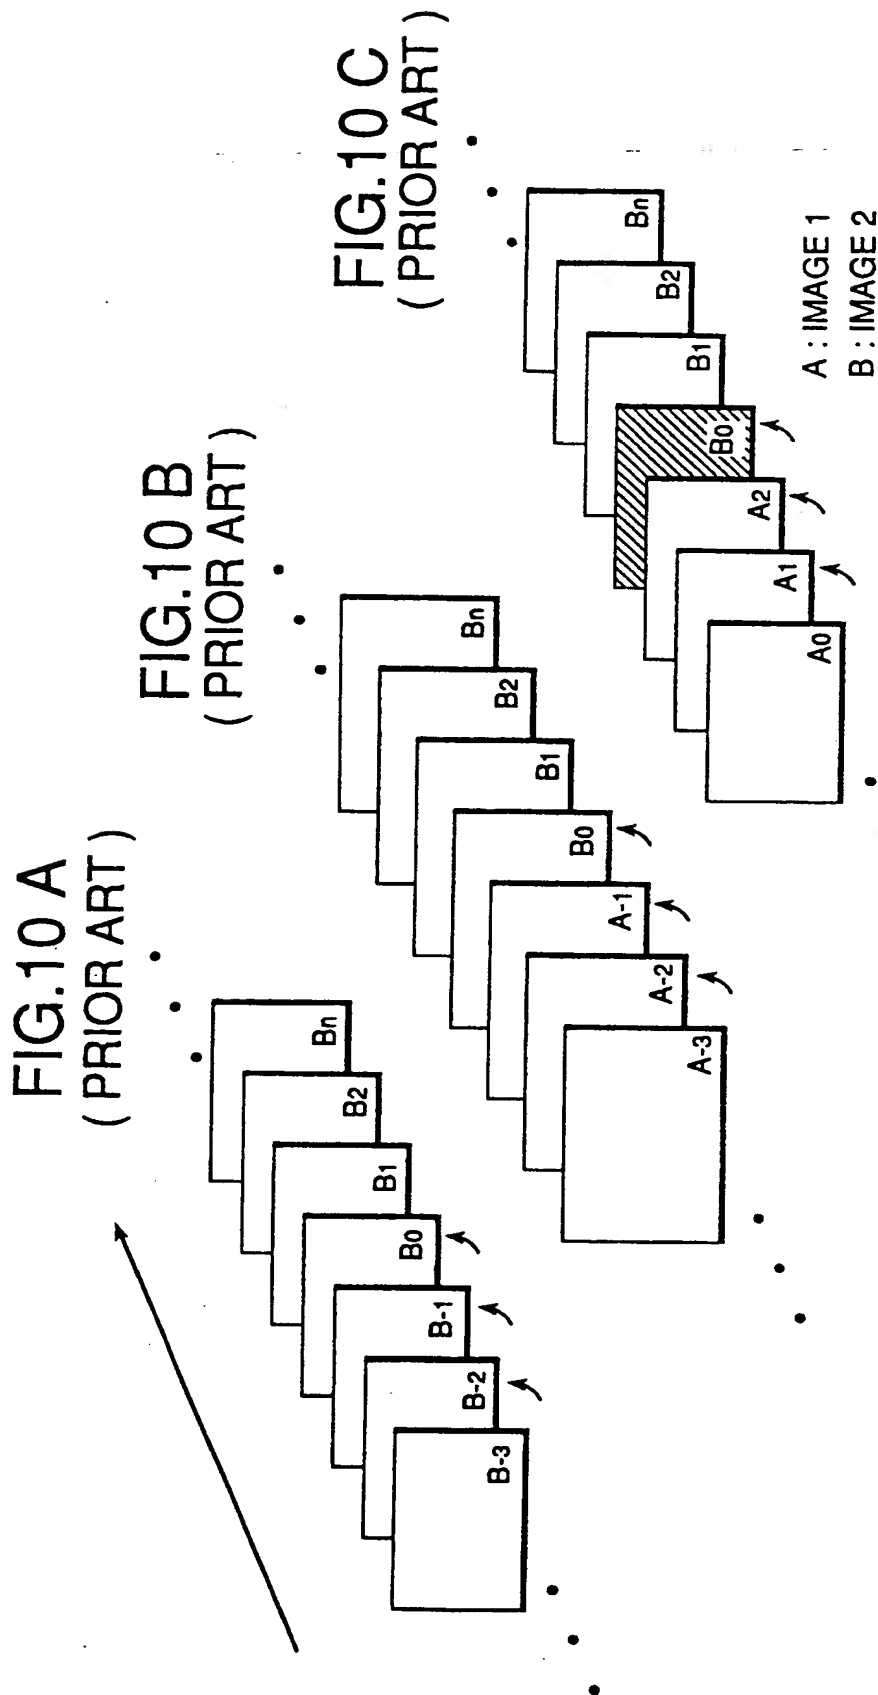 FIG.10 A
( PRIOR ART )
B-3
B-2
B-1
B0
B1
B2
Bn
FIG.10 B
( PRIOR ART )
A-3
A-2
A-1
B0
B1
B2
Bn
FIG.10 C
( PRIOR ART )
A0
A1
A2
B0
B1
B2
Bn
A : IMAGE 1
B : IMAGE 2